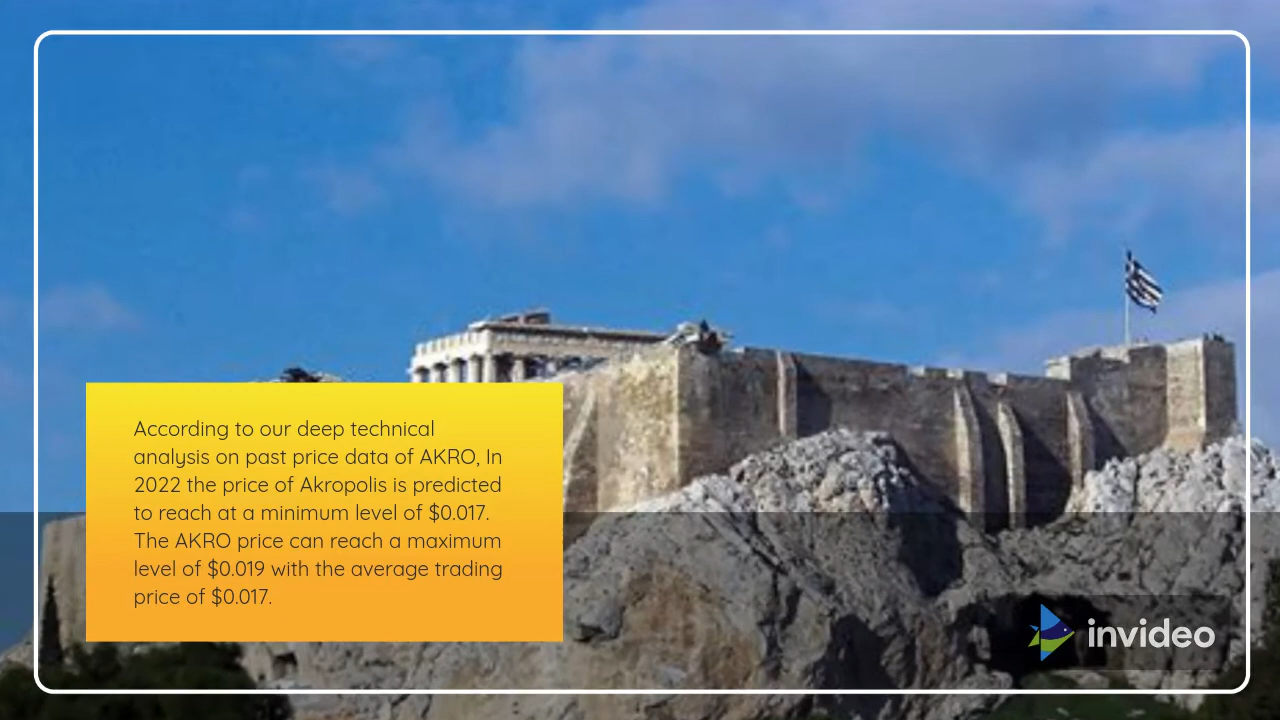 According to our deep technical
analysis on past price data of AKRO, In
2022 the price of Akropolis is predicted
to reach at a minimum level of $0.017.
The AKRO price can reach a maximum
level of $0.019 with the average trading
price of $0.017.
invideo